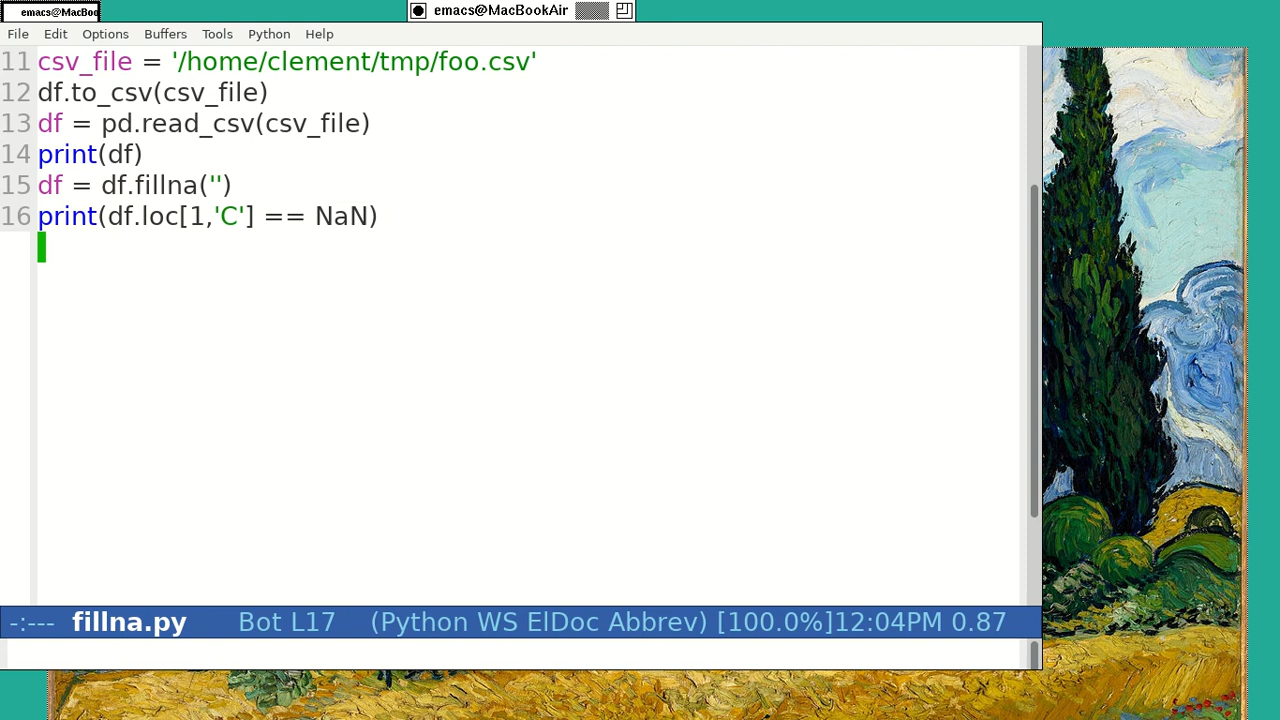 emacs@MacBoo
emacs@MacBookAir
File Edit Options Buffers Tools Python Help
11 csv_file = '/home/clement/tmp/foo.csv'
12 df.to_csv(csv_file)
13 df = pd.read_csv(csv_file)
14 print(df)
15 df = df.fillna('')
16 print(df.loc[1,'C'] == NaN)
-:--- fillna.py Bot L17 (Python WS ElDoc Abbrev) [100.0%]12:04PM 0.87